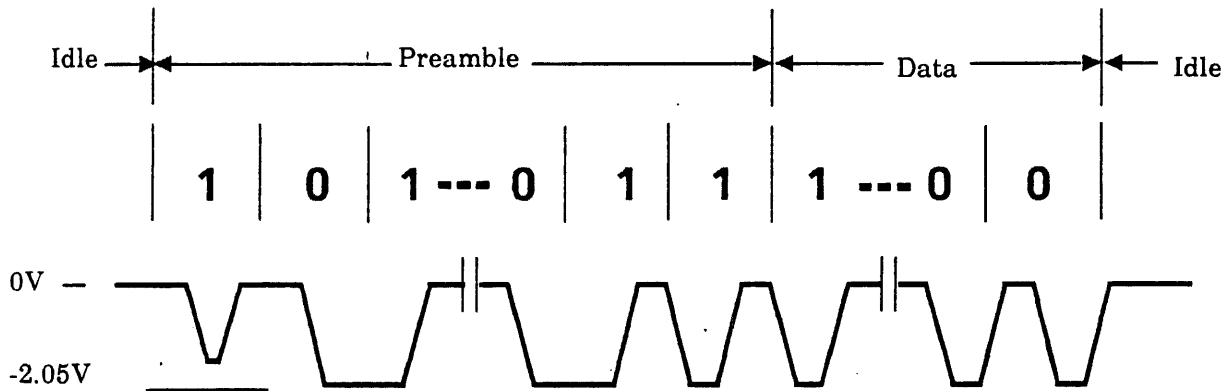 Idle Preamble Data Idle
1 0 1 --- 0 1 1 1 --- 0 0
0V
-2.05V